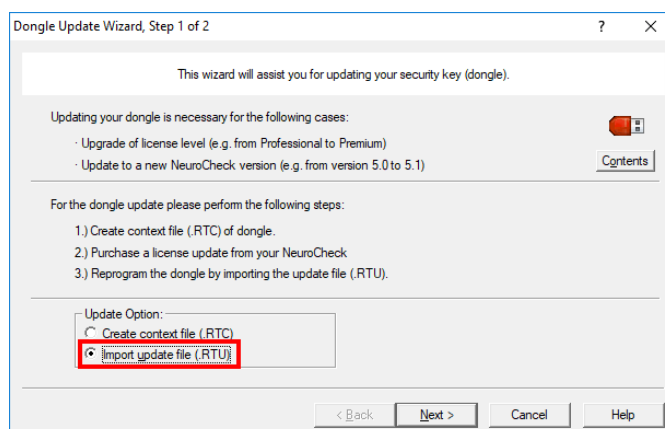 Dongle Update Wizard, Step 1 of 2
This wizard will assist you for updating your security key (dongle).
Updating your dongle is necessary for the following cases:
· Upgrade of license level (e.g. from Professional to Premium)
· Update to a new NeuroCheck version (e.g. from version 5.0 to 5.1)
Contents
For the dongle update please perform the following steps:
1.) Create context file (.RTC) of dongle.
2.) Purchase a license update from your NeuroCheck
3.) Reprogram the dongle by importing the update file (.RTU).
Update Option:
Create context file (.RTC)
Import update file (.RTU)
< Back Next > Cancel Help